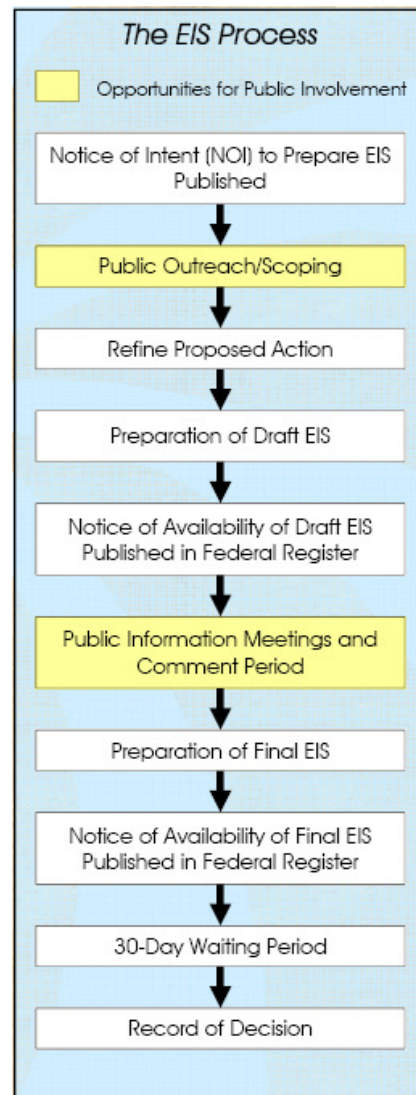 The EIS Process
Opportunities for Public Involvement
Notice of Intent (NOI) to Prepare EIS
Published
Public Outreach/Scoping
Refine Proposed Action
Preparation of Draft EIS
Notice of Availability of Draft EIS
Published in Federal Register
Public Information Meetings and
Comment Period
Preparation of Final EIS
Notice of Availability of Final EIS
Published in Federal Register
30-Day Waiting Period
Record of Decision